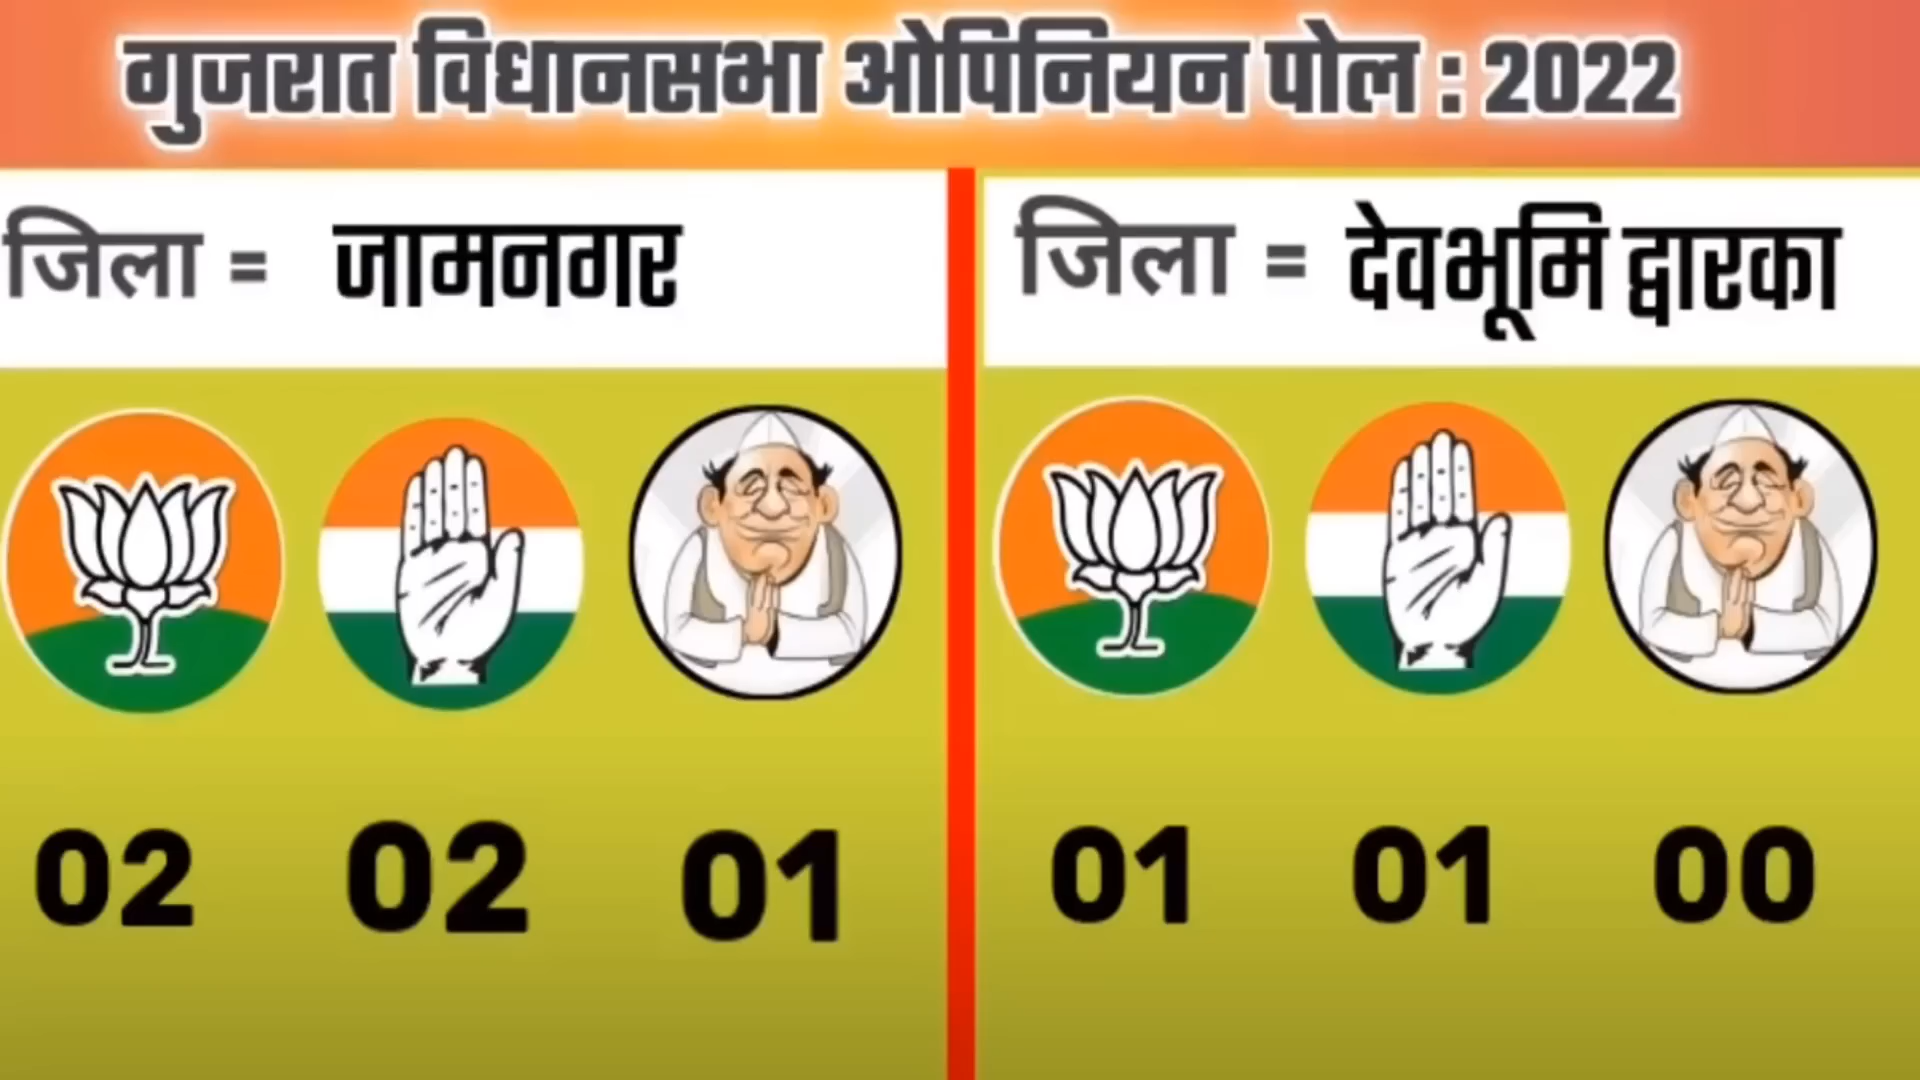 गुजरात विधानसभा ओपिनियन पोल : 2022
जिला = जामनगर
02 02 01
जिला = देवभूमि द्वारका
01 01 00